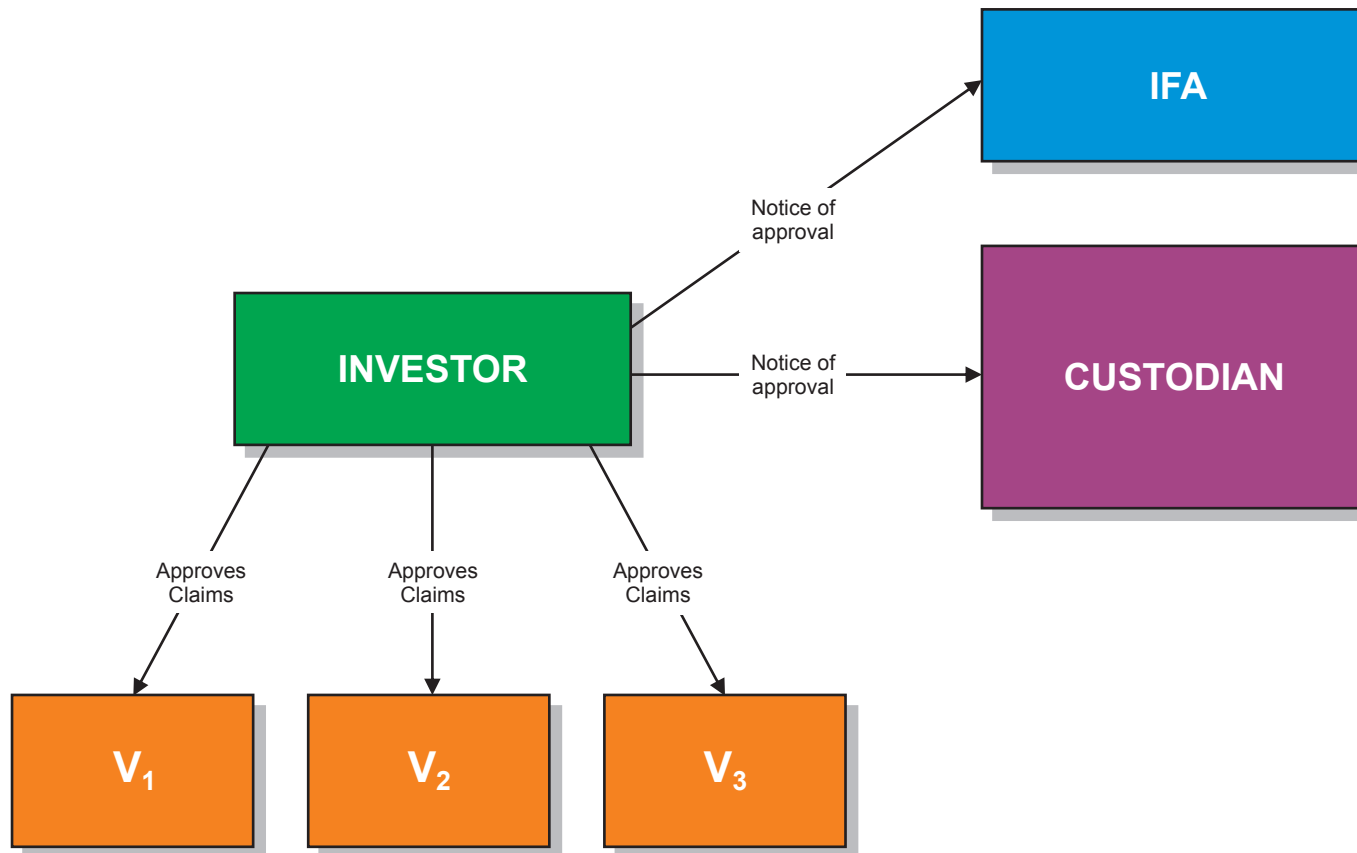 IFA
Notice of
approval
INVESTOR
Notice of
approval
CUSTODIAN
Approves
Claims
Approves
Claims
Approves
Claims
V₁
V₂
V₃